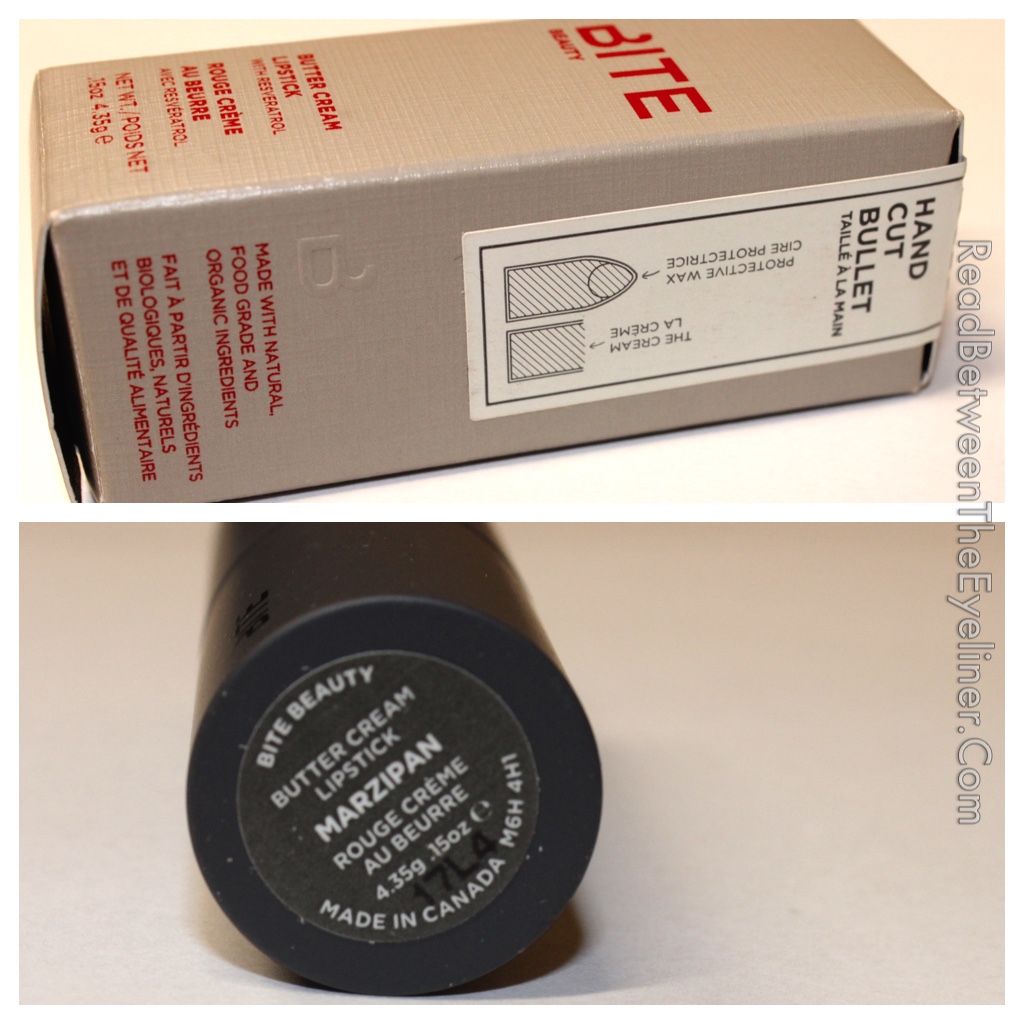 BITE
BEAUTY
BUTTER CREAM
LIPSTICK
WITH RESVERATROL
ROUGE CRÈME
AU BEURRE
AVEC RESVÉRATROL
NET WT. / POIDS NET
.15oz 4.35g e
B
MADE WITH NATURAL,
FOOD GRADE AND
ORGANIC INGREDIENTS
FAIT À PARTIR D'INGRÉDIENTS
BIOLOGIQUES, NATURELS
ET DE QUALITÉ ALIMENTAIRE
HAND
CUT
BULLET
TAILLÉ À LA MAIN
PROTECTIVE WAX
CIRE PROTECTRICE
THE CREAM
LA CRÈME
BITE BEAUTY
BUTTER CREAM
LIPSTICK
MARZIPAN
ROUGE CRÈME
AU BEURRE
4.35g .15oz e
17L4
MADE IN CANADA M6H 4H1
ReadBetweenTheEyeliner.Com